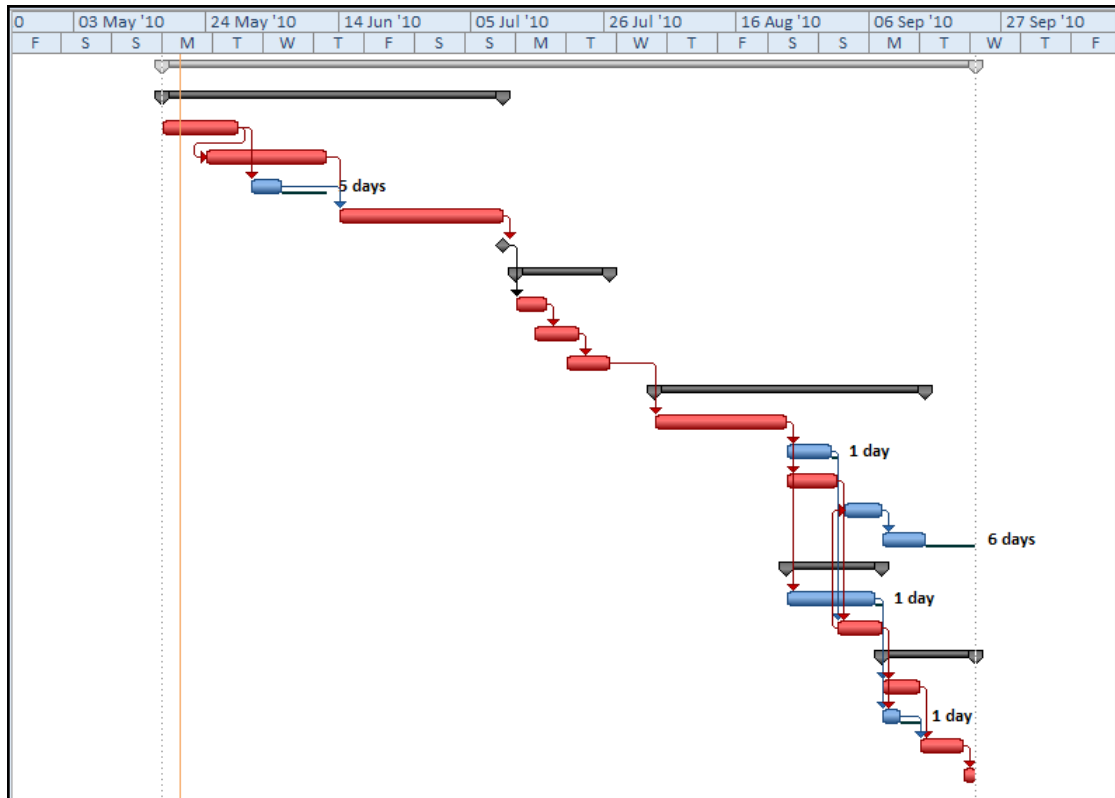 0 03 May '10 24 May '10 14 Jun '10 05 Jul '10 26 Jul '10 16 Aug '10 06 Sep '10 27 Sep '10
F S S M T W T F S S M T W T F S S M T W T F
5 days
1 day
6 days
1 day
1 day